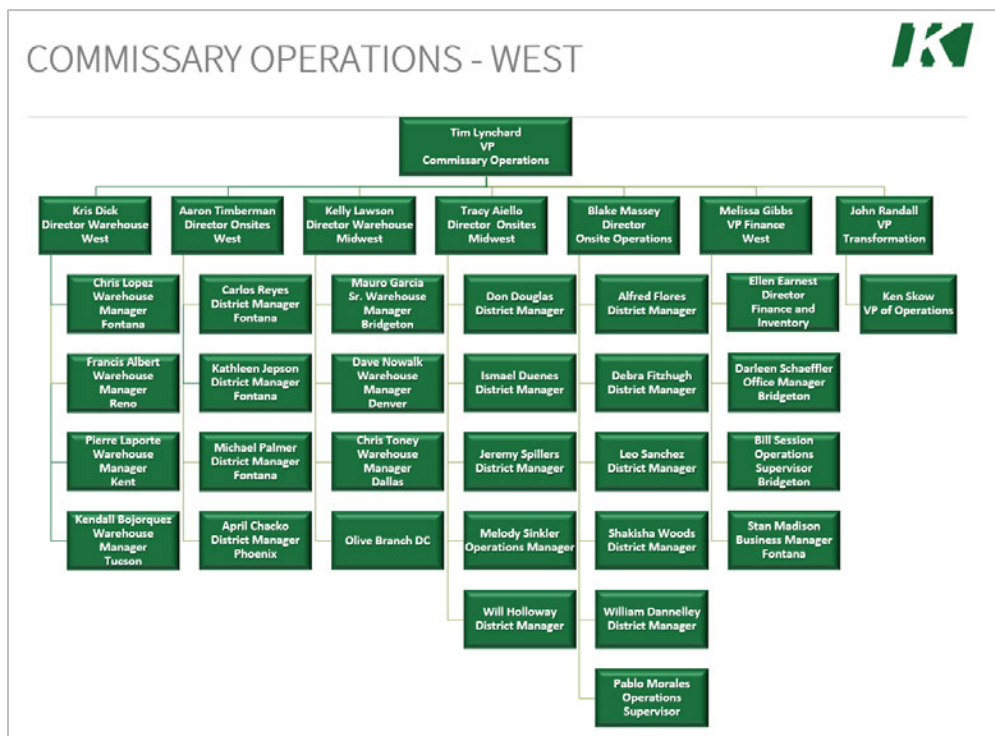 COMMISSARY OPERATIONS - WEST
K
Tim Lynchard
VP
Commissary Operations
Kris Dick
Director Warehouse
West
Aaron Timberman
Director Onsites
West
Kelly Lawson
Director Warehouse
Midwest
Tracy Aiello
Director Onsites
Midwest
Blake Massey
Director
Onsite Operations
Melissa Gibbs
VP Finance
West
John Randall
VP
Transformation
Chris Lopez
Warehouse
Manager
Fontana
Carlos Reyes
District Manager
Fontana
Mauro Garcia
Sr. Warehouse
Manager
Bridgeton
Don Douglas
District Manager
Alfred Flores
District Manager
Ellen Earnest
Director
Finance and
Inventory
Ken Skow
VP of Operations
Francis Albert
Warehouse
Manager
Reno
Kathleen Jepson
District Manager
Fontana
Dave Nowalk
Warehouse
Manager
Denver
Ismael Duenes
District Manager
Debra Fitzhugh
District Manager
Darleen Schaeffler
Office Manager
Bridgeton
Pierre Laporte
Warehouse
Manager
Kent
Michael Palmer
District Manager
Fontana
Chris Toney
Warehouse
Manager
Dallas
Jeremy Spillers
District Manager
Leo Sanchez
District Manager
Bill Session
Operations
Supervisor
Bridgeton
Kendall Bojorquez
Warehouse
Manager
Tucson
April Chacko
District Manager
Phoenix
Olive Branch DC
Melody Sinkler
Operations Manager
Shakisha Woods
District Manager
Stan Madison
Business Manager
Fontana
Will Holloway
District Manager
William Dannelley
District Manager
Pablo Morales
Operations
Supervisor